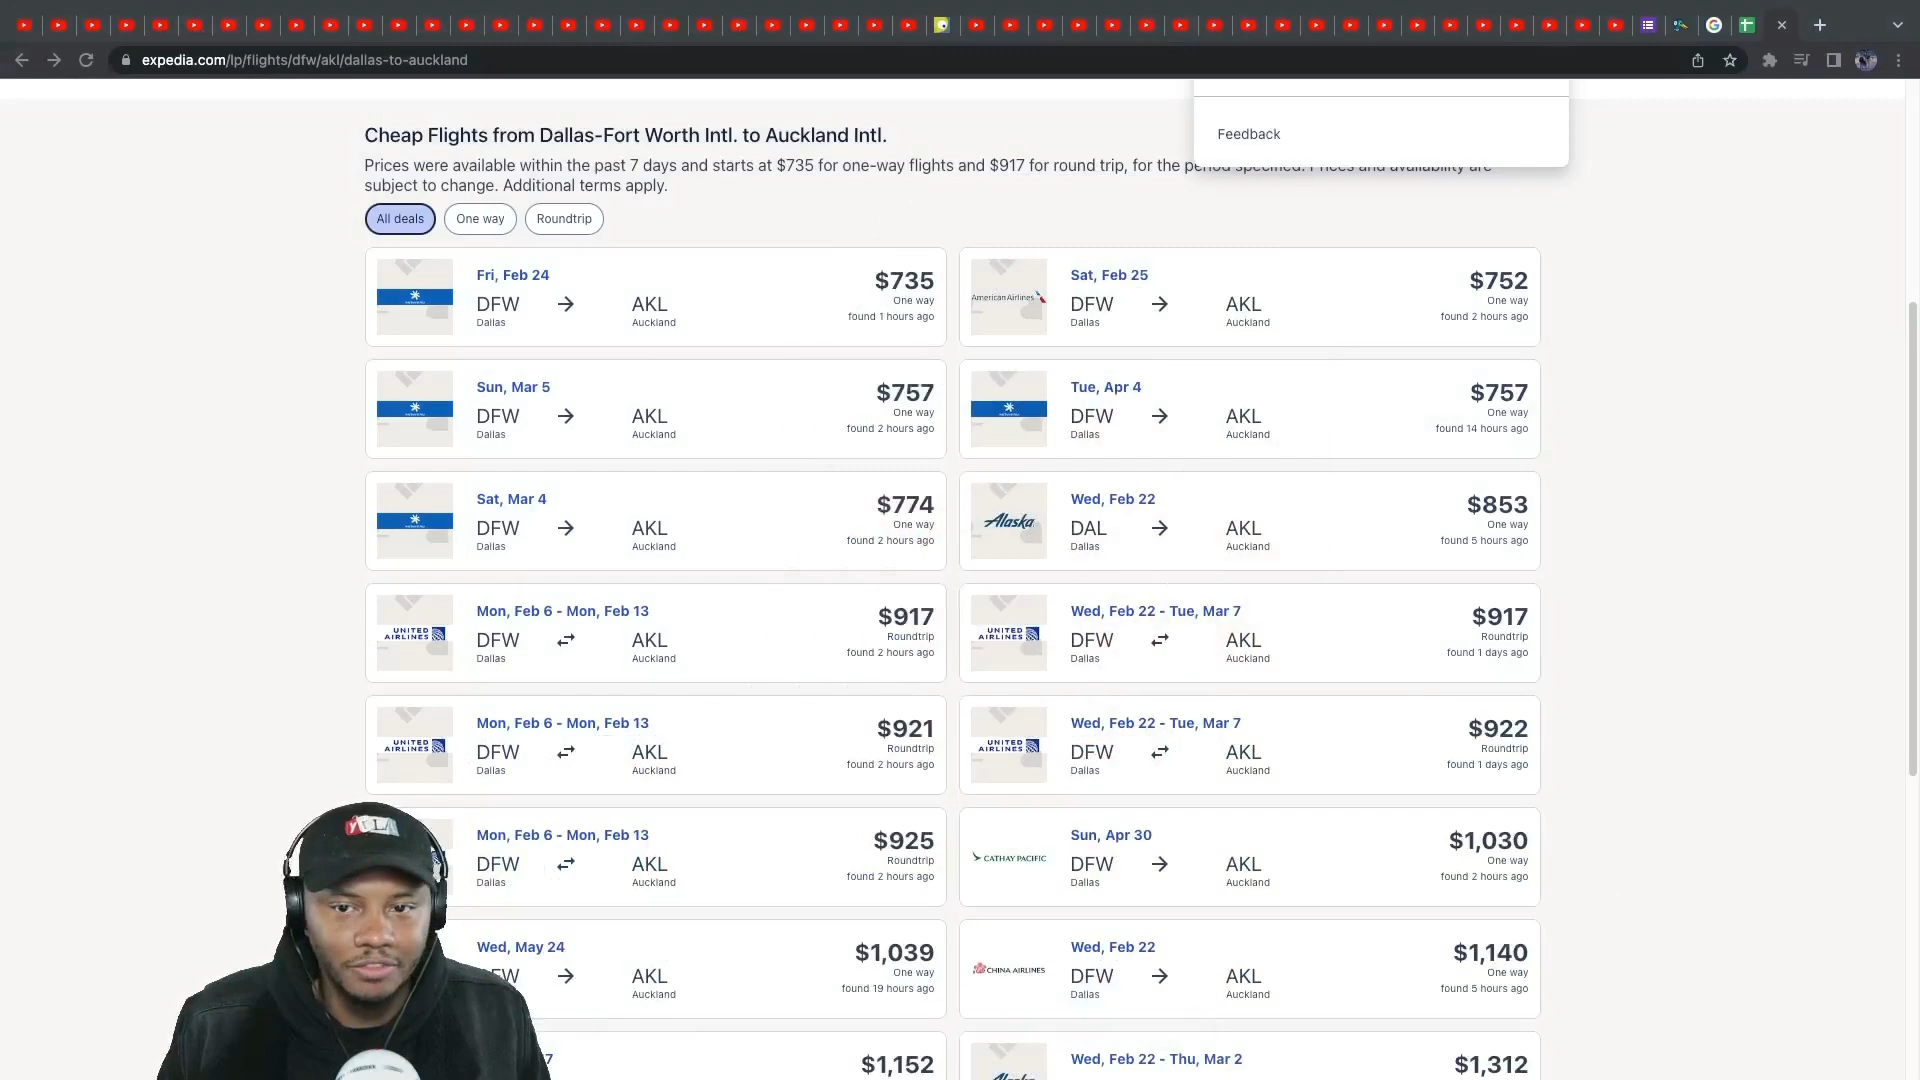 expedia.com/lp/flights/dfw/akl/dallas-to-auckland
Feedback
Cheap Flights from Dallas-Fort Worth Intl. to Auckland Intl.
Prices were available within the past 7 days and starts at $735 for one-way flights and $917 for round trip, for the period specified. Prices and availability are
subject to change. Additional terms apply.
All deals One way Roundtrip
Fri, Feb 24
DFW AKL
Dallas Auckland
$735
One way
found 1 hours ago
American Airlines
Sat, Feb 25
DFW AKL
Dallas Auckland
$752
One way
found 2 hours ago
Sun, Mar 5
DFW AKL
Dallas Auckland
$757
One way
found 2 hours ago
Tue, Apr 4
DFW AKL
Dallas Auckland
$757
One way
found 14 hours ago
Sat, Mar 4
DFW AKL
Dallas Auckland
$774
One way
found 2 hours ago
Alaska
Wed, Feb 22
DAL AKL
Dallas Auckland
$853
One way
found 5 hours ago
UNITED
AIRLINES
Mon, Feb 6 - Mon, Feb 13
DFW AKL
Dallas Auckland
$917
Roundtrip
found 2 hours ago
UNITED
AIRLINES
Wed, Feb 22 - Tue, Mar 7
DFW AKL
Dallas Auckland
$917
Roundtrip
found 1 days ago
UNITED
AIRLINES
Mon, Feb 6 - Mon, Feb 13
DFW AKL
Dallas Auckland
$921
Roundtrip
found 2 hours ago
UNITED
AIRLINES
Wed, Feb 22 - Tue, Mar 7
DFW AKL
Dallas Auckland
$922
Roundtrip
found 1 days ago
Mon, Feb 6 - Mon, Feb 13
DFW AKL
Dallas Auckland
$925
Roundtrip
found 2 hours ago
CATHAY PACIFIC
Sun, Apr 30
DFW AKL
Dallas Auckland
$1,030
One way
found 2 hours ago
Wed, May 24
AKL
Auckland
$1,039
One way
found 19 hours ago
CHINA AIRLINES
Wed, Feb 22
DFW AKL
Dallas Auckland
$1,140
One way
found 5 hours ago
7
$1,152
Wed, Feb 22 - Thu, Mar 2
$1,312